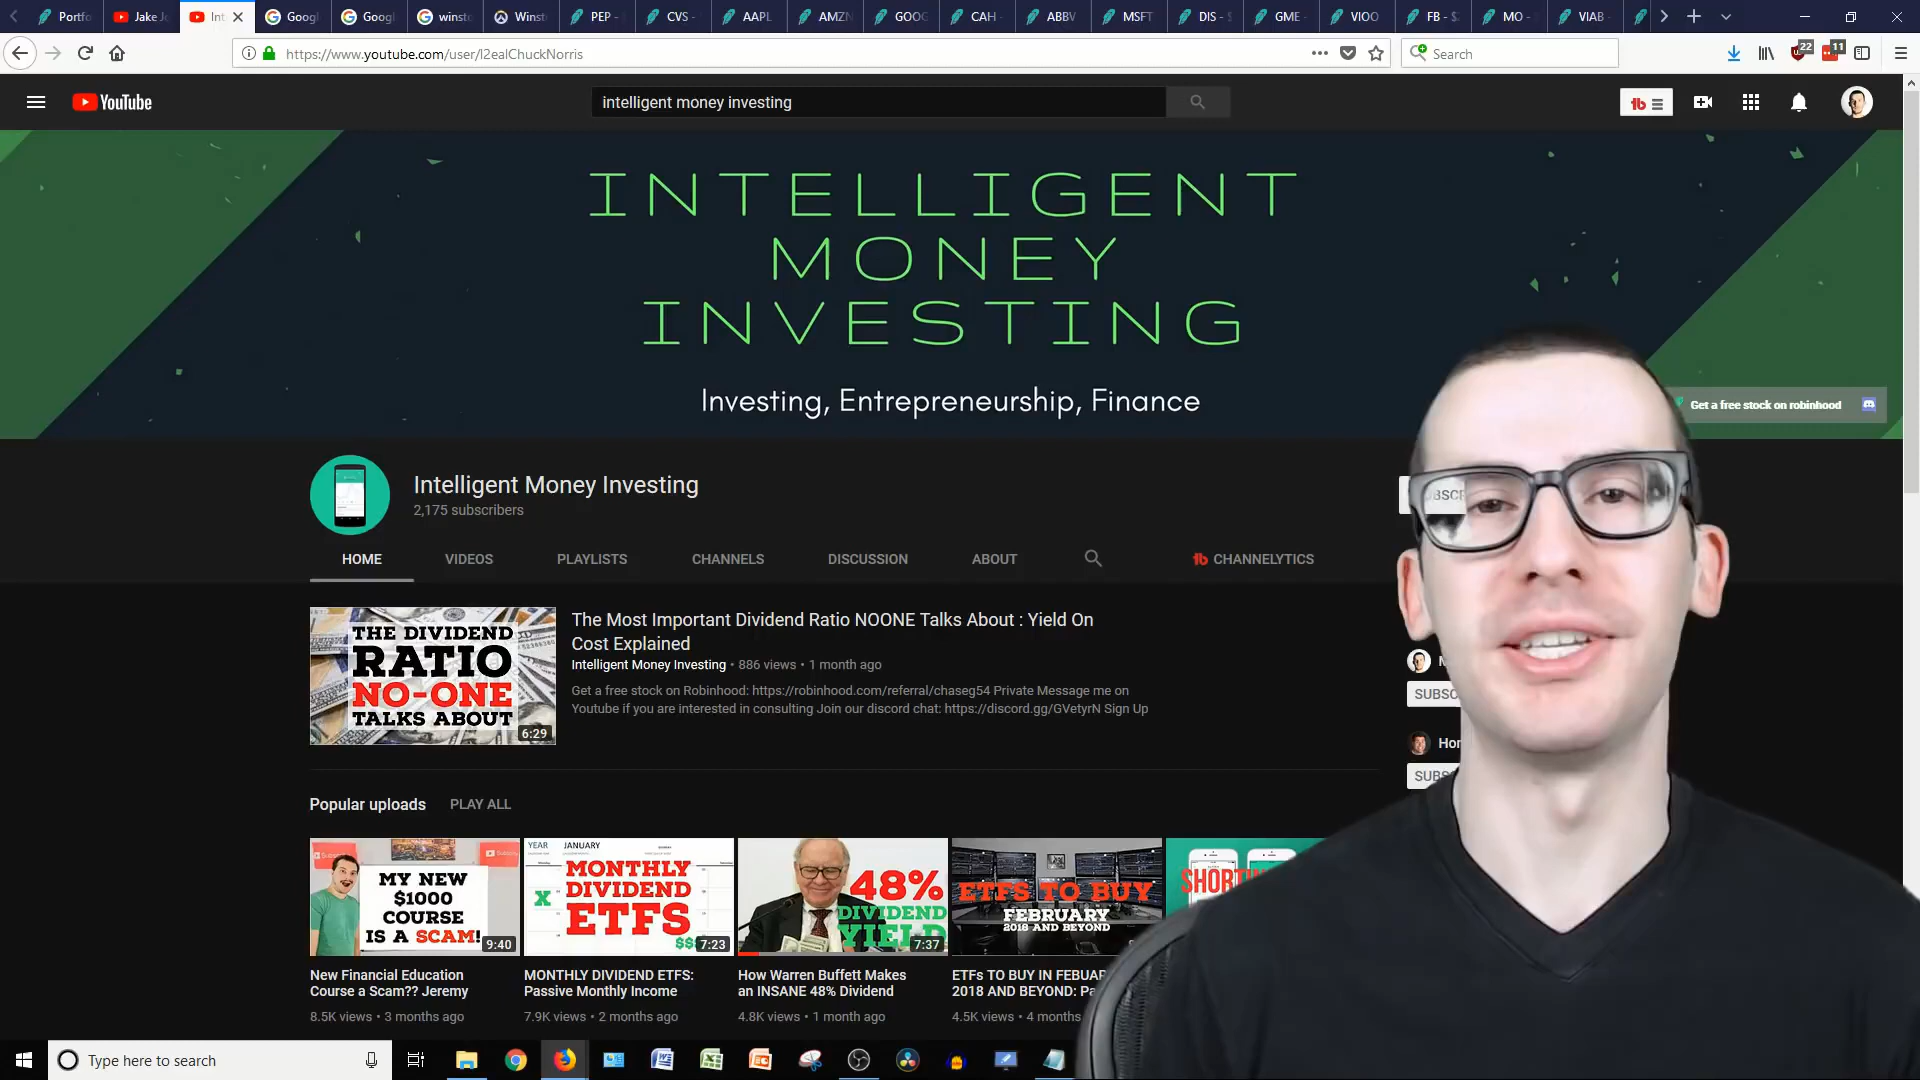 Portfo
Jake Jo
Int
Googl
Googl
winsto
Winst
PEP -
CVS -
AAPL
AMZN
GOOG
CAH -
ABBV
MSFT
DIS - $
GME -
VIOO
FB - $
MO -
VIAB
https://www.youtube.com/user/l2ealChuckNorris
Search
22
11
YouTube
intelligent money investing
INTELLIGENT
MONEY
INVESTING
Investing, Entrepreneurship, Finance
Get a free stock on robinhood
Intelligent Money Investing
2,175 subscribers
HOME
VIDEOS
PLAYLISTS
CHANNELS
DISCUSSION
ABOUT
CHANNELYTICS
THE DIVIDEND
RATIO
NO-ONE
TALKS ABOUT
6:29
The Most Important Dividend Ratio NOONE Talks About : Yield On
Cost Explained
Intelligent Money Investing • 886 views • 1 month ago
Get a free stock on Robinhood: https://robinhood.com/referral/chaseg54 Private Message me on
Youtube if you are interested in consulting Join our discord chat: https://discord.gg/GVetyrN Sign Up
SUBSC
Hor
SUBS
Popular uploads
PLAY ALL
MY NEW
$1000
COURSE
IS A SCAM!
9:40
YEAR
JANUARY
X
MONTHLY
DIVIDEND
ETFS
$$$
7:23
48%
DIVIDEND
YIELD
7:37
ETFS TO BUY
FEBRUARY
2018 AND BEYOND
SHORTIN
New Financial Education
Course a Scam?? Jeremy
8.5K views • 3 months ago
MONTHLY DIVIDEND ETFS:
Passive Monthly Income
7.9K views • 2 months ago
How Warren Buffett Makes
an INSANE 48% Dividend
4.8K views • 1 month ago
ETFs TO BUY IN FEBUAR
2018 AND BEYOND: Pa
4.5K views • 4 months
Type here to search